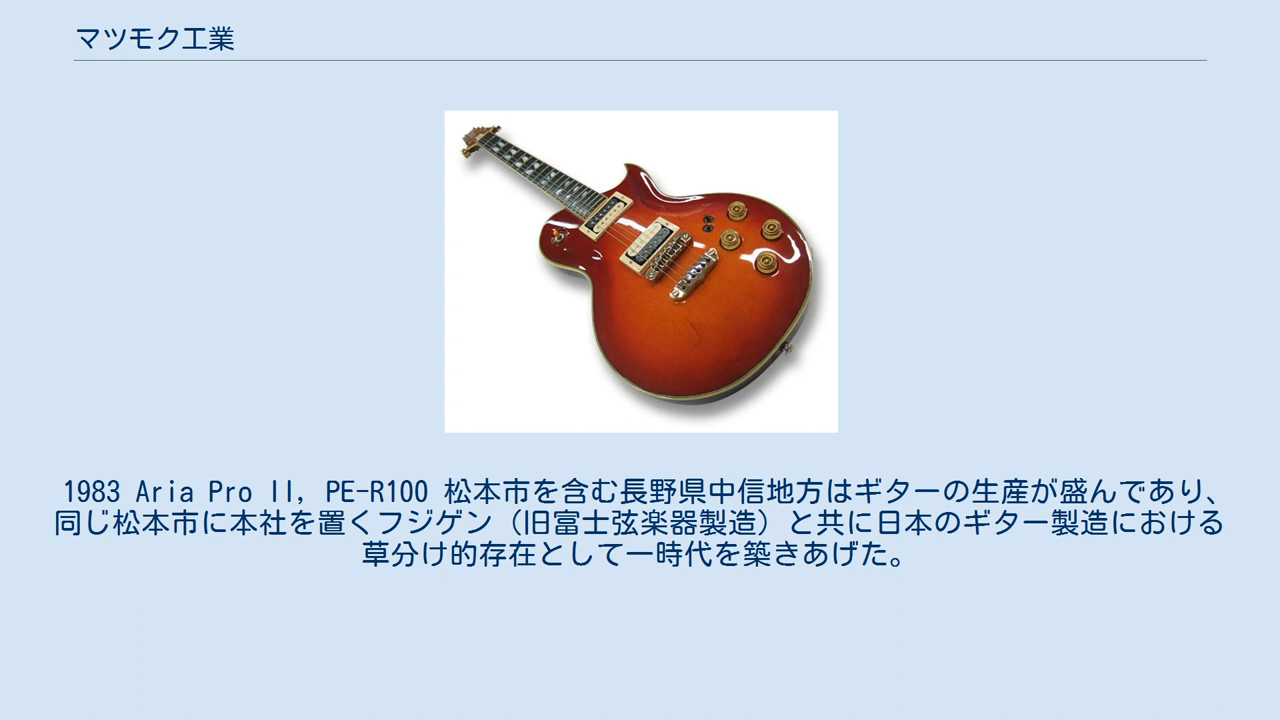 マツモク工業
1983 Aria Pro II, PE-R100 松本市を含む長野県中信地方はギターの生産が盛んであり、
同じ松本市に本社を置くフジゲン（旧富士弦楽器製造）と共に日本のギター製造における
草分け的存在として一時代を築きあげた。